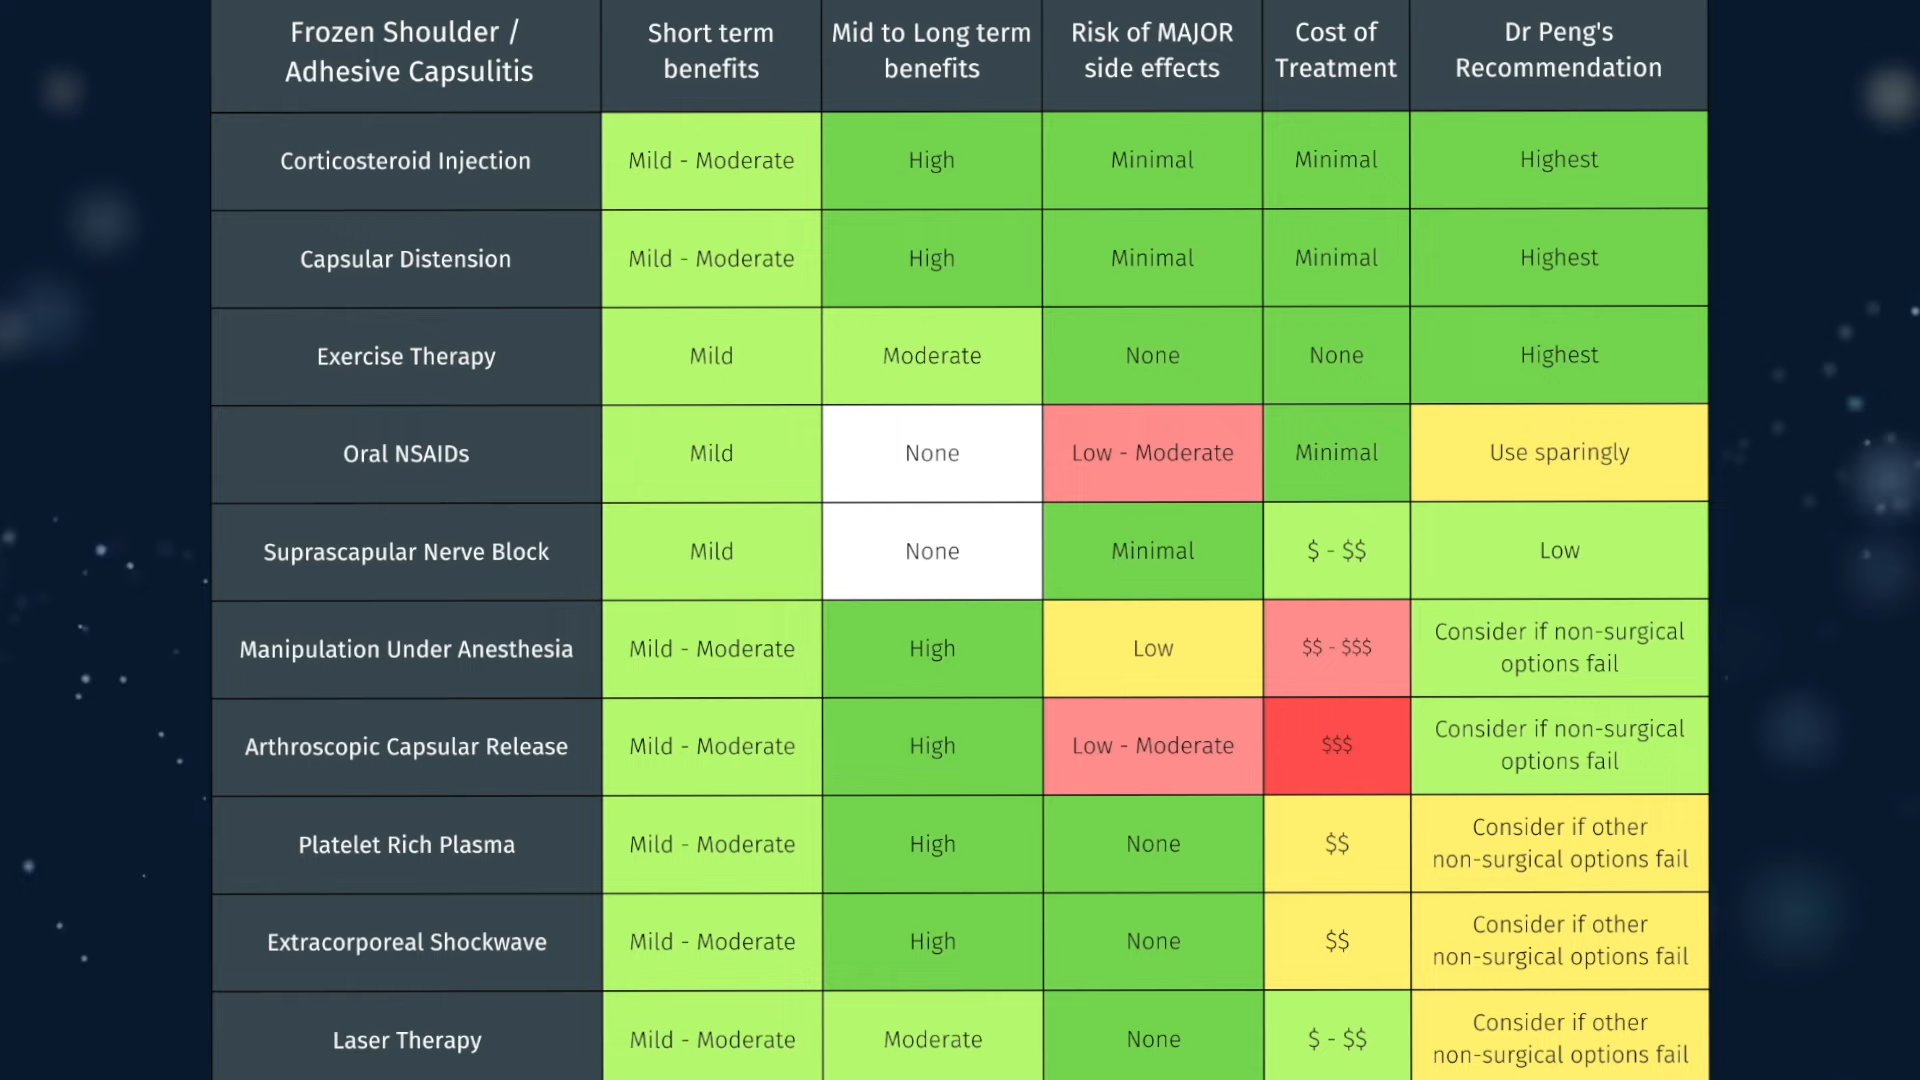 Frozen Shoulder /
Adhesive Capsulitis
Short term
benefits
Mid to Long term
benefits
Risk of MAJOR
side effects
Cost of
Treatment
Dr Peng's
Recommendation
Corticosteroid Injection
Mild - Moderate
High
Minimal
Minimal
Highest
Capsular Distension
Mild - Moderate
High
Minimal
Minimal
Highest
Exercise Therapy
Mild
Moderate
None
None
Highest
Oral NSAIDs
Mild
None
Low - Moderate
Minimal
Use sparingly
Suprascapular Nerve Block
Mild
None
Minimal
$ - $$
Low
Manipulation Under Anesthesia
Mild - Moderate
High
Low
$$ - $$$
Consider if non-surgical
options fail
Arthroscopic Capsular Release
Mild - Moderate
High
Low - Moderate
$$$
Consider if non-surgical
options fail
Platelet Rich Plasma
Mild - Moderate
High
None
$$
Consider if other
non-surgical options fail
Extracorporeal Shockwave
Mild - Moderate
High
None
$$
Consider if other
non-surgical options fail
Laser Therapy
Mild - Moderate
Moderate
None
$ - $$
Consider if other
non-surgical options fail